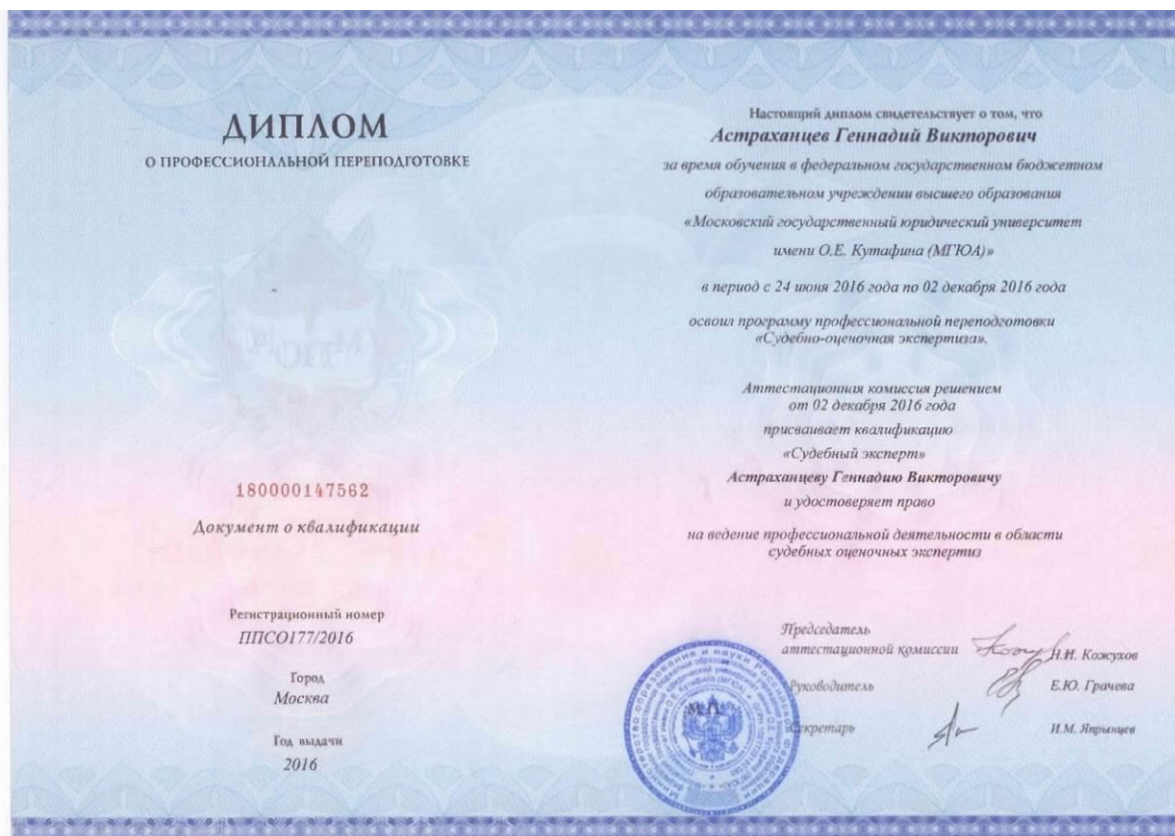 ДИПЛОМ
О ПРОФЕССИОНАЛЬНОЙ ПЕРЕПОДГОТОВКЕ
180000147562
Документ о квалификации
Регистрационный номер
ППСО177/2016
Город
Москва
Год выдачи
2016
Настоящий диплом свидетельствует о том, что
Астраханцев Геннадий Викторович
за время обучения в федеральном государственном бюджетном
образовательном учреждении высшего образования
«Московский государственный юридический университет
имени О.Е. Кутафина (МГЮА)»
в период с 24 июня 2016 года по 02 декабря 2016 года
освоил программу профессиональной переподготовки
«Судебно-оценочная экспертиза».
Аттестационная комиссия решением
от 02 декабря 2016 года
присваивает квалификацию
«Судебный эксперт»
Астраханцеву Геннадию Викторовичу
и удостоверяет право
на ведение профессиональной деятельности в области
судебных оценочных экспертиз
Председатель
аттестационной комиссии
Н.И. Кожухов
Руководитель
Е.Ю. Грачева
М.П.
Секретарь
И.М. Япрынцев